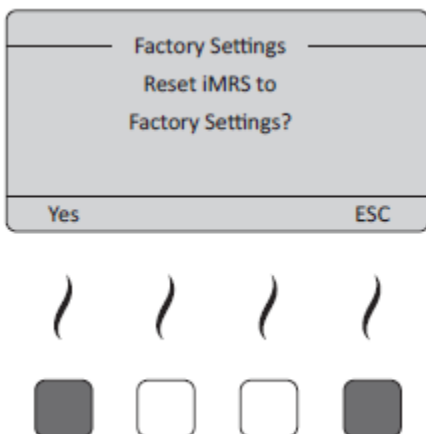 Factory Settings
Reset iMRS to
Factory Settings?
Yes ESC